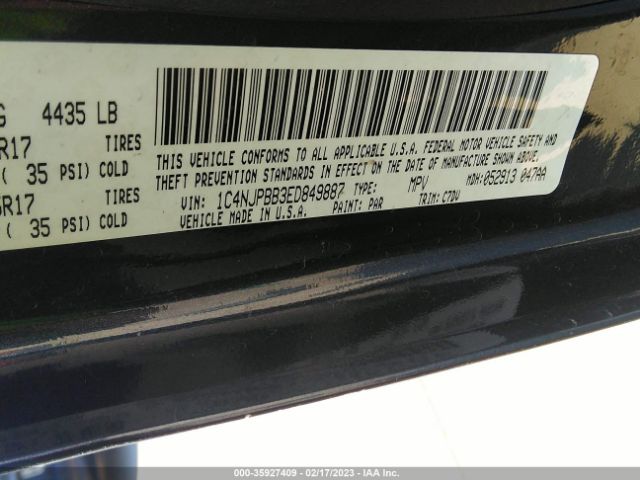 G 4435 LB
R17 TIRES
( 35 PSI) COLD
R17 TIRES
( 35 PSI) COLD
THIS VEHICLE CONFORMS TO ALL APPLICABLE U.S.A. FEDERAL MOTOR VEHICLE SAFETY AND
THEFT PREVENTION STANDARDS IN EFFECT ON THE DATE OF MANUFACTURE SHOWN ABOVE.
VIN: 1C4NJPBB3ED849887 TYPE: MPV MDH:052913 047AA
VEHICLE MADE IN U.S.A. PAINT: PAR TRIM: C7DV
000-35927409 - 02/17/2023 - IAA Inc.